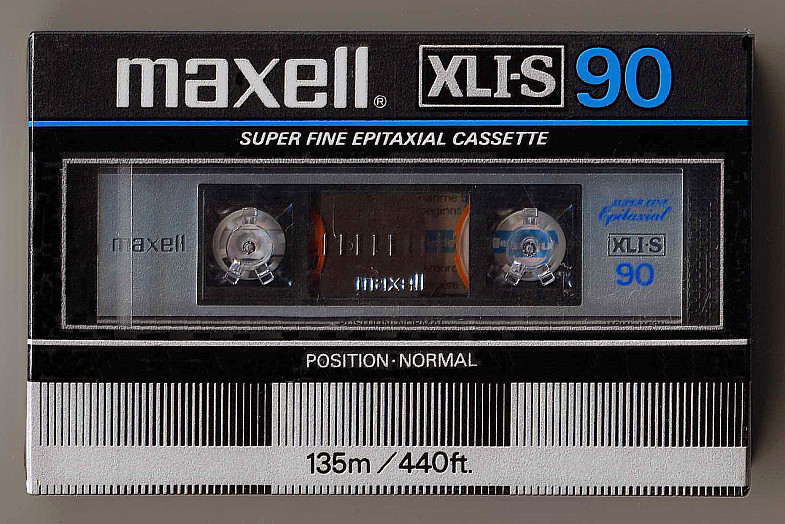 maxell® XLI-S 90
SUPER FINE EPITAXIAL CASSETTE
maxell
maxell
SUPER FINE
Epitaxial
XLI-S
90
POSITION·NORMAL
135m/440ft.